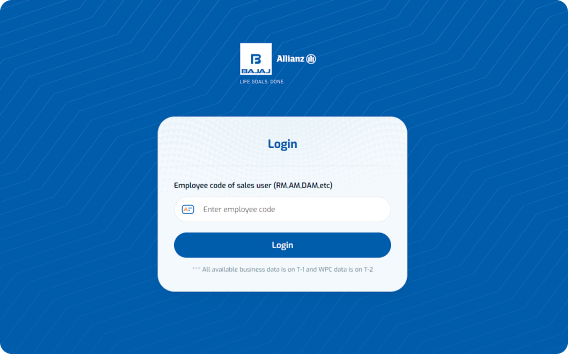 B
BAJAJ
Allianz
LIFE GOALS. DONE.
Login
Employee code of sales user (RM,AM,DAM,etc)
Enter employee code
Login
*** All available business data is on T-1 and WPC data is on T-2